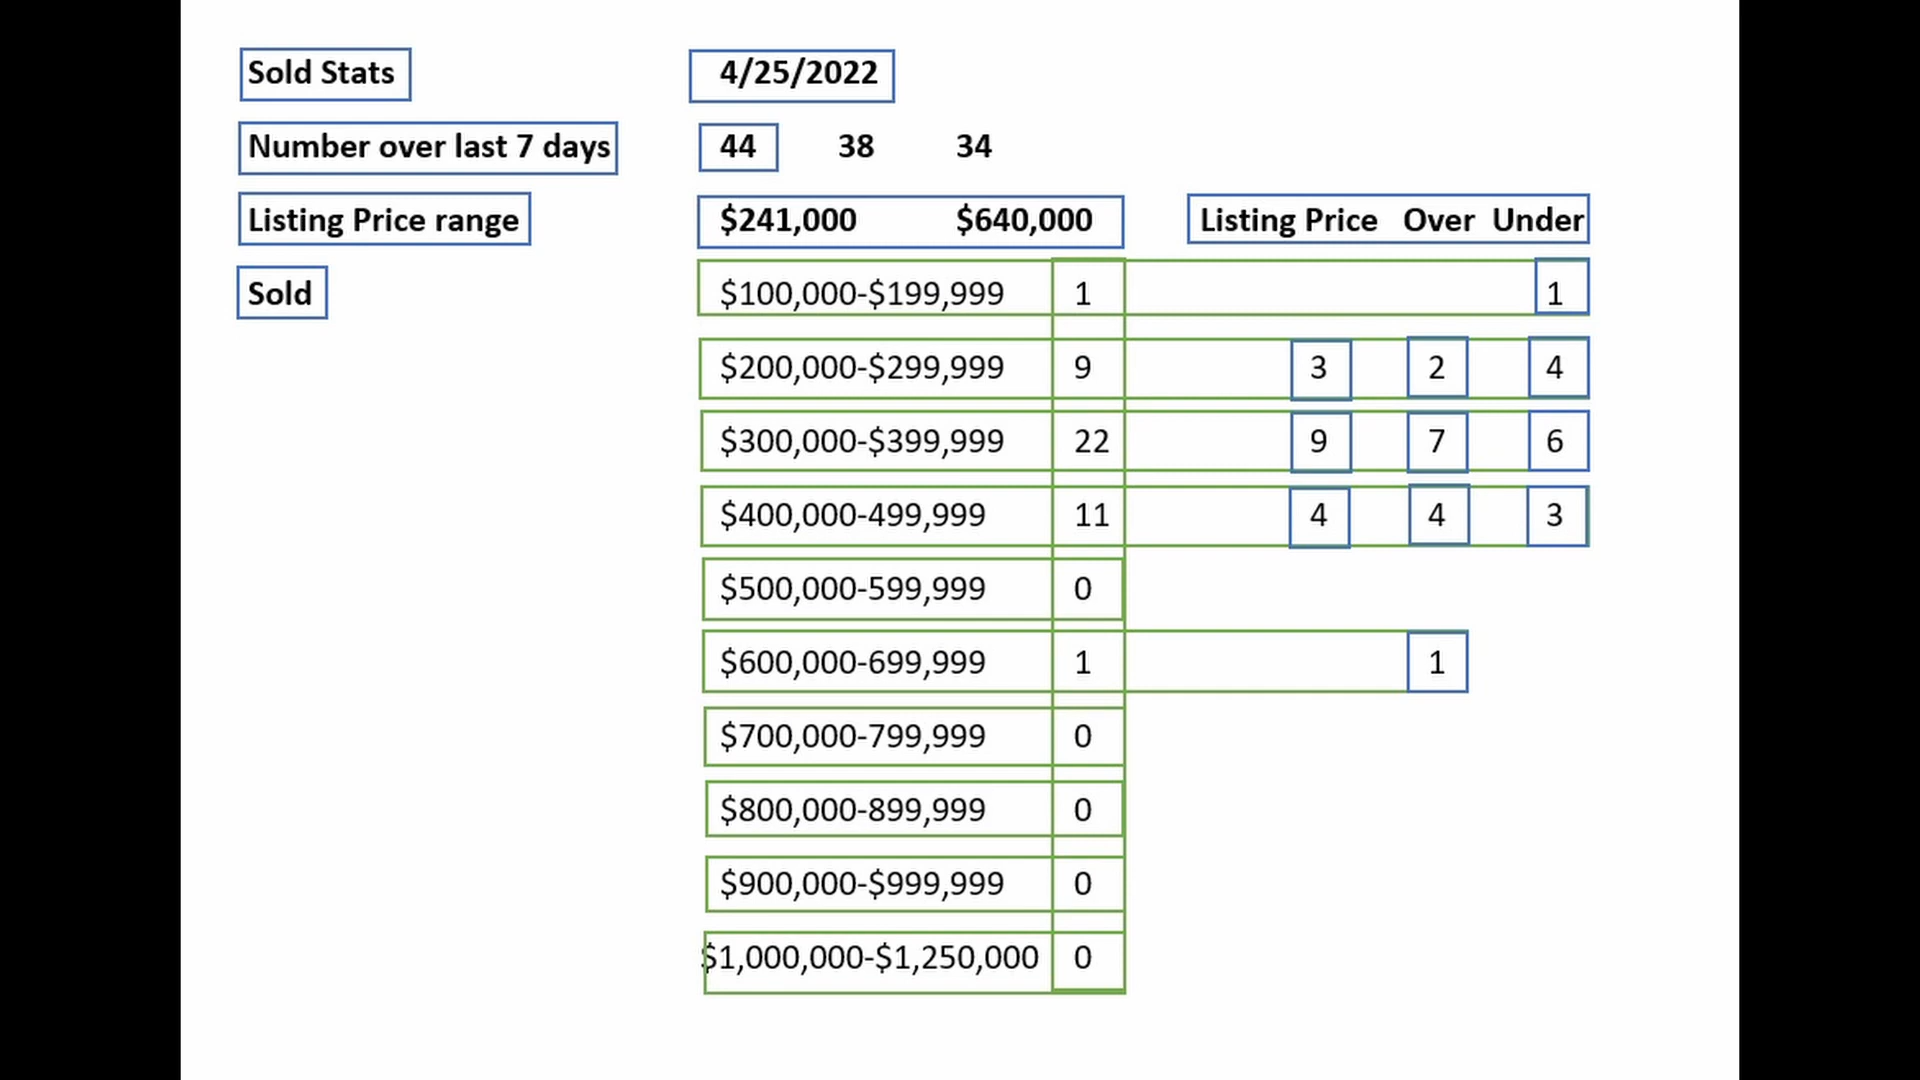 Sold Stats 4/25/2022
Number over last 7 days 44 38 34
Listing Price range $241,000 $640,000 Listing Price Over Under
Sold $100,000-$199,999 1 1
$200,000-$299,999 9 3 2 4
$300,000-$399,999 22 9 7 6
$400,000-499,999 11 4 4 3
$500,000-599,999 0
$600,000-699,999 1 1
$700,000-799,999 0
$800,000-899,999 0
$900,000-$999,999 0
$1,000,000-$1,250,000 0